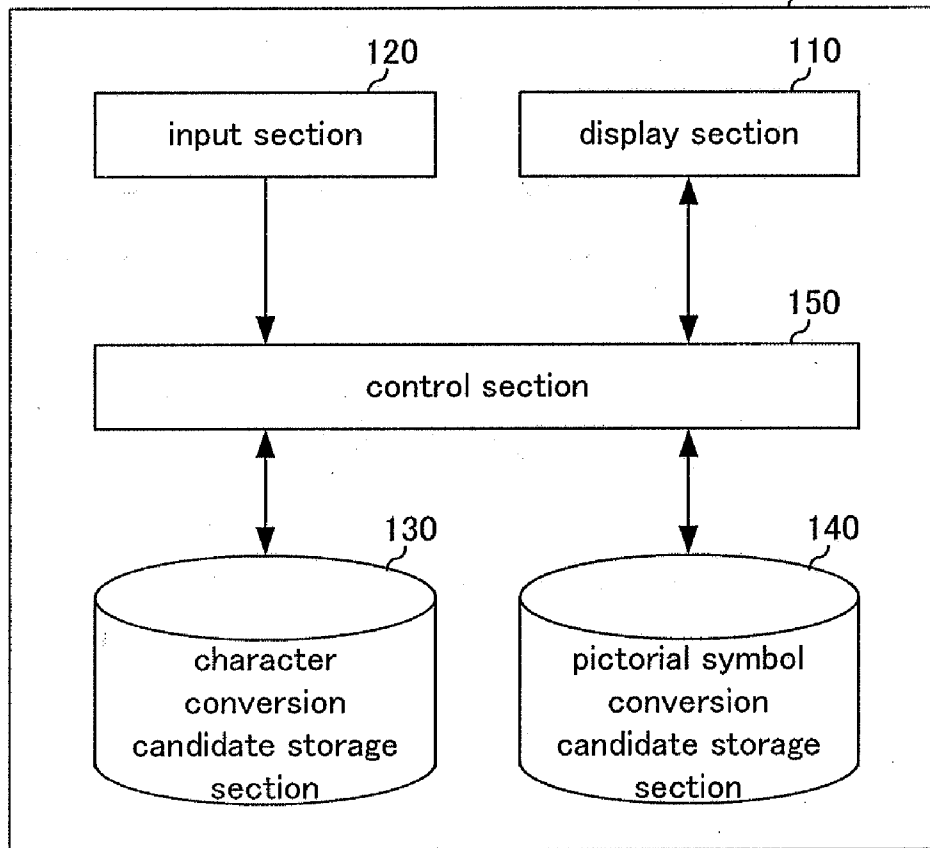 120
110
input section
display section
150
control section
130
140
character
conversion
candidate storage
section
pictorial symbol
conversion
candidate storage
section